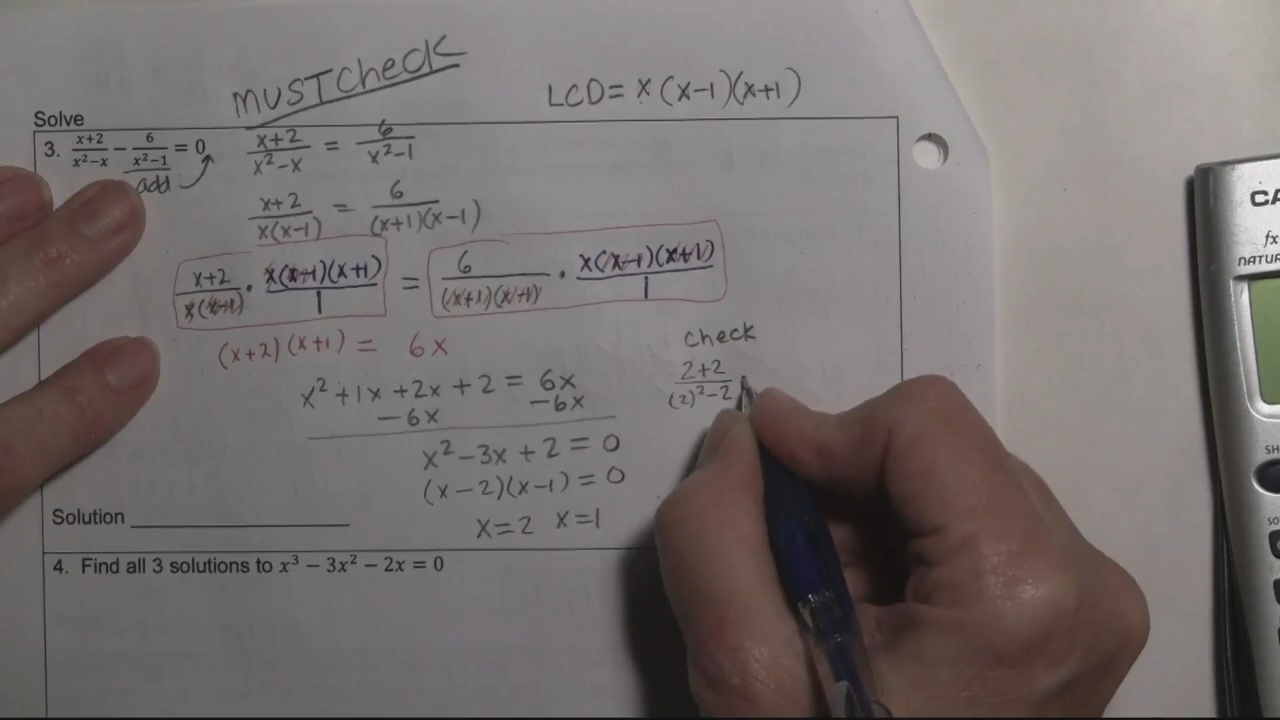 MUST Check
LCD = x(x-1)(x+1)
Solve
3. x+2/x²-x - 6/x²-1 = 0
add
x+2/x²-x = 6/x²-1
x+2/x(x-1) = 6/(x+1)(x-1)
x+2/x(x-1) · x(x-1)(x+1)/1 = 6/(x+1)(x-1) · x(x-1)(x+1)/1
(x+2)(x+1) = 6x
x² + 1x + 2x + 2 = 6x
-6x -6x
x² - 3x + 2 = 0
(x-2)(x-1) = 0
x=2 x=1
check
2+2/(2)²-2
Solution
4. Find all 3 solutions to x³ − 3x² − 2x = 0
CA
fx
NATUR
SH